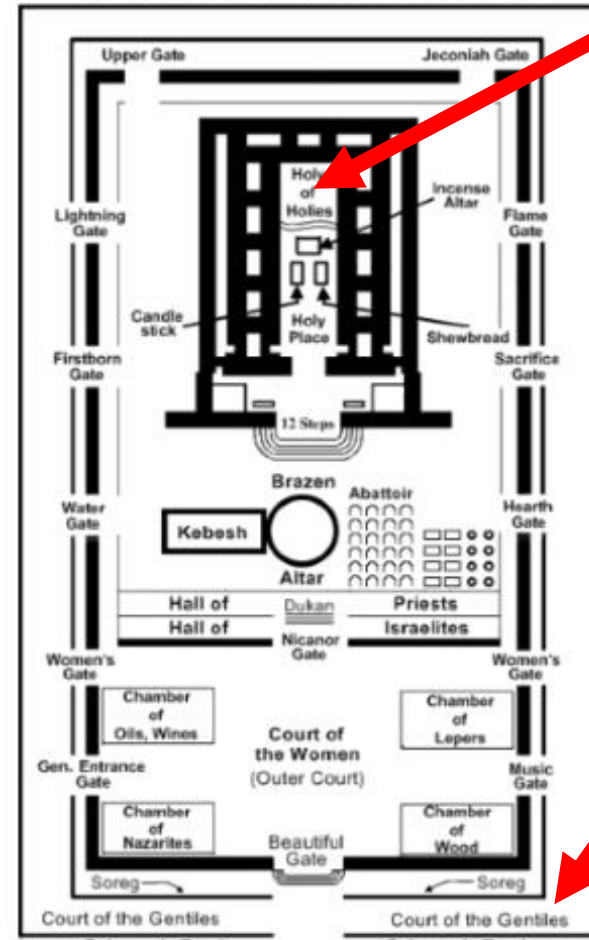 Upper Gate
Jeconiah Gate
Holy
of
Holies
Incense
Altar
Lightning
Gate
Flame
Gate
Candle
stick
Holy
Place
Shewbread
Firstborn
Gate
Sacrifice
Gate
12 Steps
Brazen
Altar
Abattoir
Water
Gate
Kebesh
Hearth
Gate
Hall of
Dukan
Priests
Hall of
Israelites
Nicanor
Gate
Women's
Gate
Women's
Gate
Chamber
of
Oils, Wines
Chamber
of
Lepers
Court of
the Women
(Outer Court)
Gen. Entrance
Gate
Music
Gate
Chamber
of
Nazarites
Beautiful
Gate
Chamber
of
Wood
Soreg
Soreg
Court of the Gentiles
Court of the Gentiles